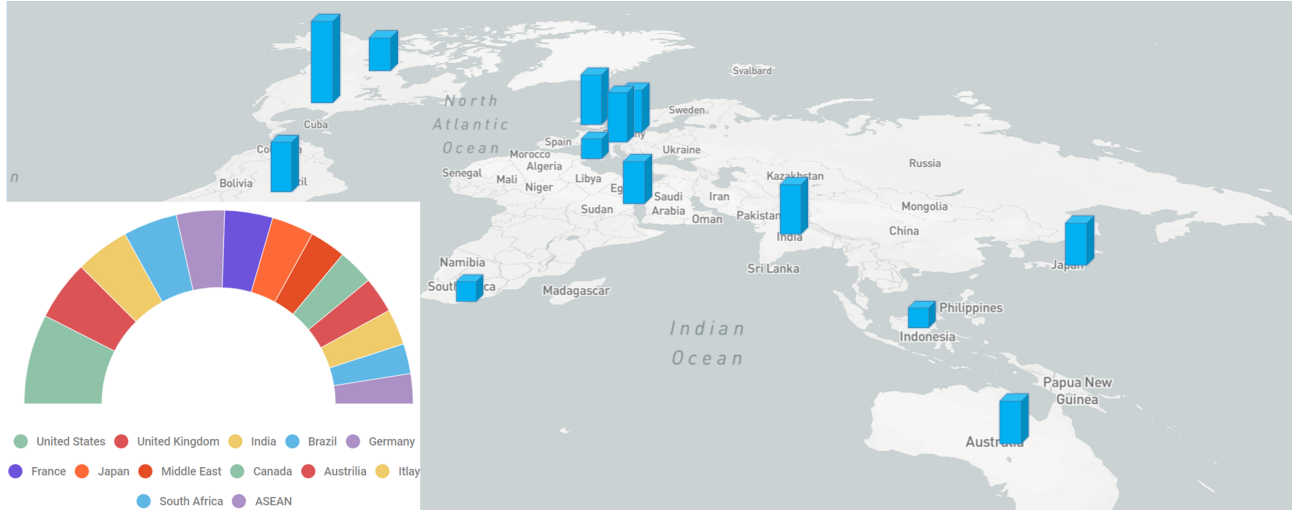 Svalbard
North
Atlantic
Ocean
Sweden
Cuba
Spain
Ukraine
Morocco
Russia
Algeria
Senegal
Mali
Libya
Kazakhstan
Niger
Bolivia
Saudi
Arabia
Iran
Mongolia
Sudan
Oman
Pakistan
China
India
Namibia
Japan
Sri Lanka
South
Madagascar
Philippines
Indian
Ocean
Indonesia
Papua New
Guinea
Australia
United States United Kingdom India Brazil Germany
France Japan Middle East Canada Austrilia Itlay
South Africa ASEAN